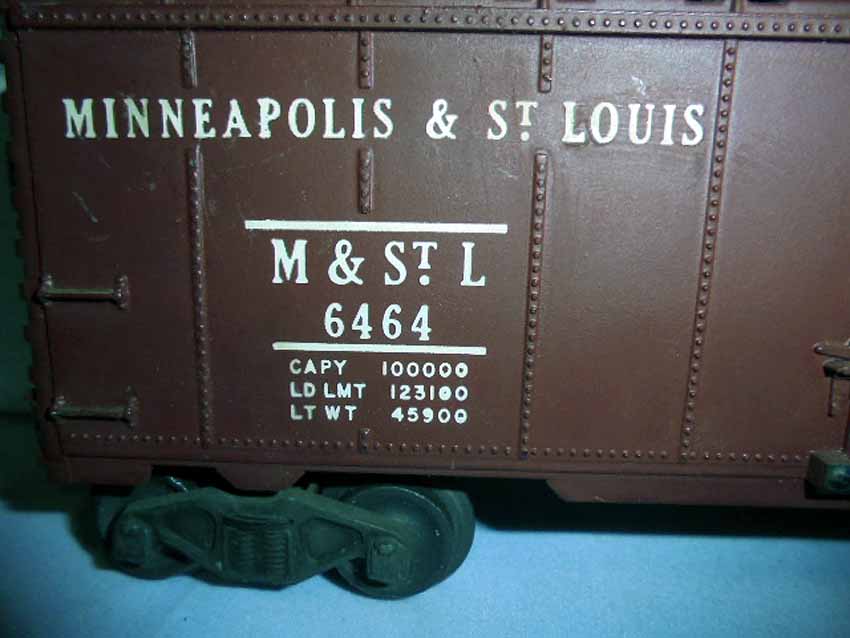 MINNEAPOLIS & ST. LOUIS
M & ST. L
6464
CAPY 100000
LD LMT 123100
LT WT 45900